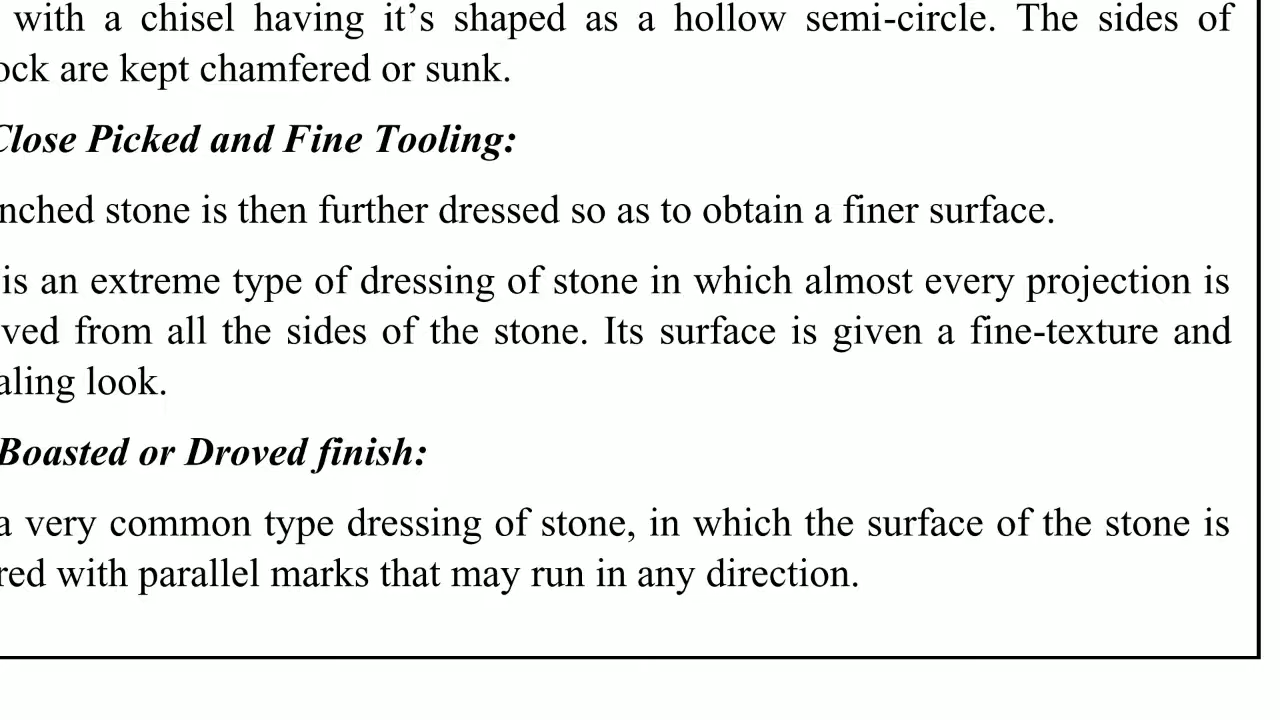 with a chisel having it’s shaped as a hollow semi-circle. The sides of
ock are kept chamfered or sunk.
Close Picked and Fine Tooling:
nched stone is then further dressed so as to obtain a finer surface.
is an extreme type of dressing of stone in which almost every projection is
ved from all the sides of the stone. Its surface is given a fine-texture and
aling look.
Boasted or Droved finish:
a very common type dressing of stone, in which the surface of the stone is
red with parallel marks that may run in any direction.